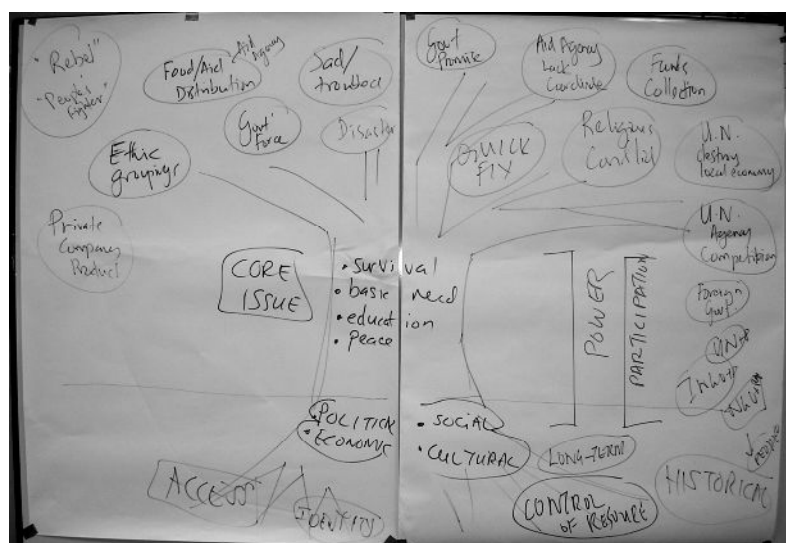 "Rebel"
"People's
Fighter"
Food/Aid
Distribution
Aid Agency
Sad/
Govt
Force
Disaster
Ethic
groupings
Private
Company
Product
CORE
ISSUE
• survival
• basic need
• education
• peace
POLITICAL
• ECONOMIC
ACCESS
IDENTITY
Govt
Promise
Aid Agency
Lack
Coordinate
Funds
Collection
QUICK
FIX
Religious
Conflict
U.N.
destroy
local economy
U.N.
Agency
Competition
Foreign
Govt.
POWER
PARTICIPATION
PEOPLE
• SOCIAL
• CULTURAL
LONG-TERM
CONTROL
OF RESOURCE
HISTORICAL